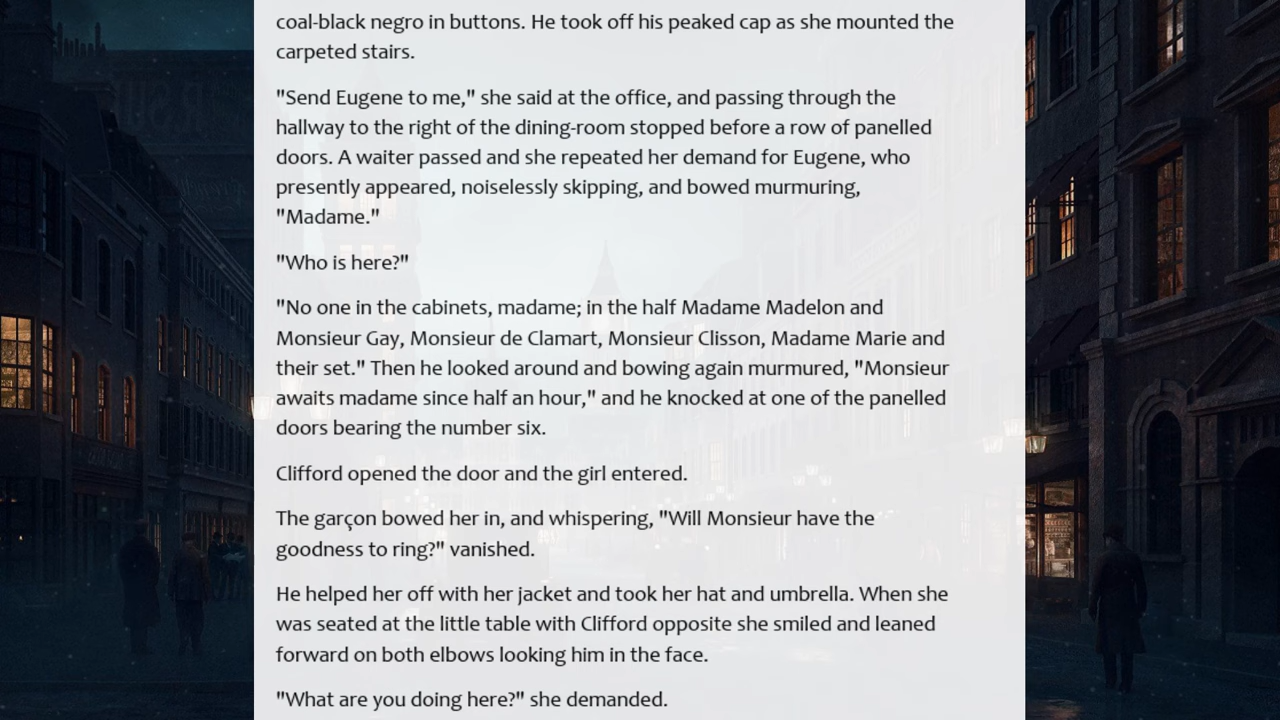 coal-black negro in buttons. He took off his peaked cap as she mounted the
carpeted stairs.
"Send Eugene to me," she said at the office, and passing through the
hallway to the right of the dining-room stopped before a row of panelled
doors. A waiter passed and she repeated her demand for Eugene, who
presently appeared, noiselessly skipping, and bowed murmuring,
"Madame."
"Who is here?"
"No one in the cabinets, madame; in the half Madame Madelon and
Monsieur Gay, Monsieur de Clamart, Monsieur Clisson, Madame Marie and
their set." Then he looked around and bowing again murmured, "Monsieur
awaits madame since half an hour," and he knocked at one of the panelled
doors bearing the number six.
Clifford opened the door and the girl entered.
The garçon bowed her in, and whispering, "Will Monsieur have the
goodness to ring?" vanished.
He helped her off with her jacket and took her hat and umbrella. When she
was seated at the little table with Clifford opposite she smiled and leaned
forward on both elbows looking him in the face.
"What are you doing here?" she demanded.